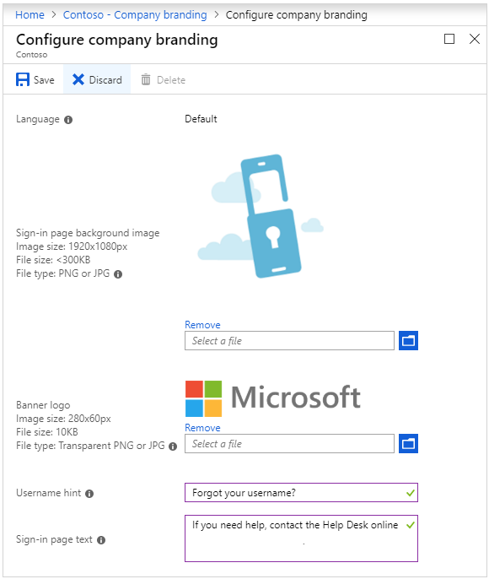 Home > Contoso - Company branding > Configure company branding
Configure company branding
Contoso
Save Discard Delete
Language Default
Sign-in page background image
Image size: 1920x1080px
File size: <300KB
File type: PNG or JPG
Remove
Select a file
Microsoft
Banner logo
Image size: 280x60px
File size: 10KB
File type: Transparent PNG or JPG
Remove
Select a file
Username hint Forgot your username?
Sign-in page text If you need help, contact the Help Desk online
.